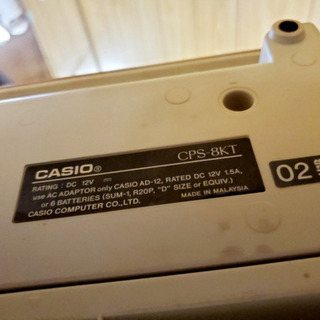 CASIO®
CPS-8KT
RATING: DC 12V ⎓
use AC ADAPTOR only CASIO AD-12, RATED DC 12V 1.5A,
or 6 BATTERIES (SUM-1, R20P, "D" SIZE or EQUIV.)
CASIO COMPUTER CO., LTD.
MADE IN MALAYSIA
02